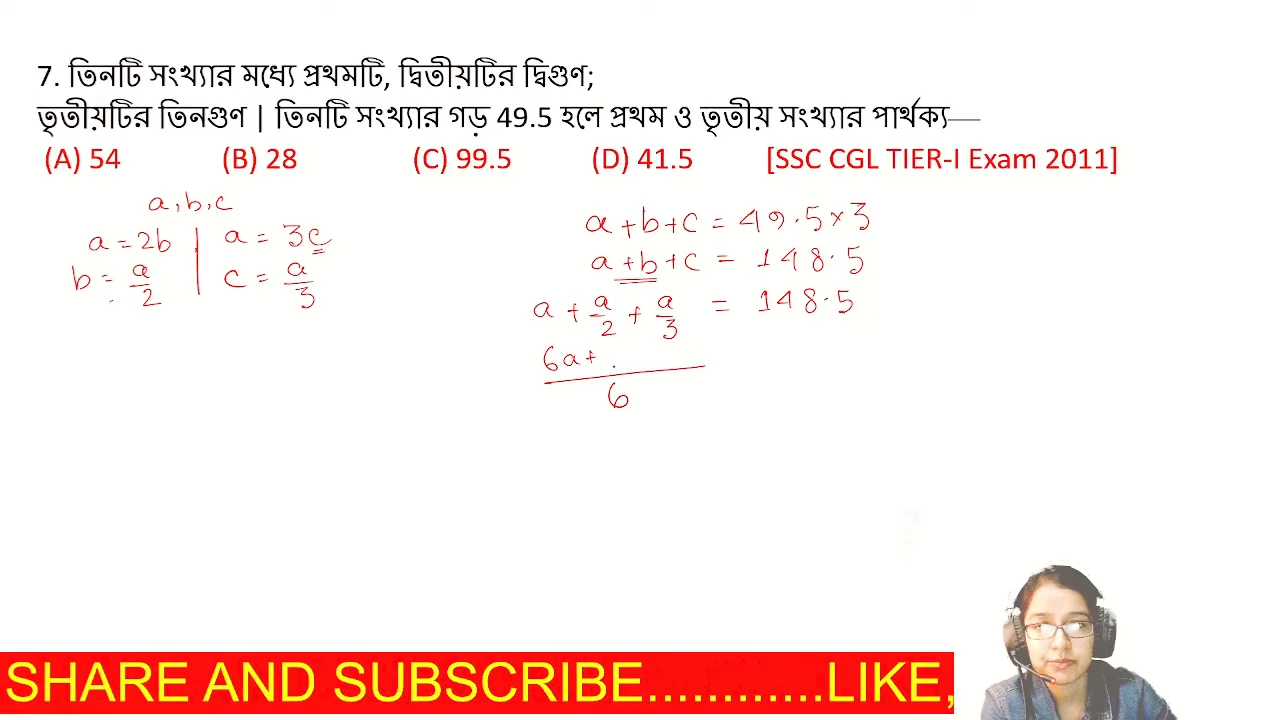 7. তিনটি সংখ্যার মধ্যে প্রথমটি, দ্বিতীয়টির দ্বিগুণ;
তৃতীয়টির তিনগুণ | তিনটি সংখ্যার গড় 49.5 হলে প্রথম ও তৃতীয় সংখ্যার পার্থক্য—
(A) 54 (B) 28 (C) 99.5 (D) 41.5 [SSC CGL TIER-I Exam 2011]
a, b, c
a = 2b | a = 3c
b = a/2 | c = a/3
a + b + c = 49.5 × 3
a + b + c = 148.5
a + a/2 + a/3 = 148.5
6a +
6
SHARE AND SUBSCRIBE............LIKE,